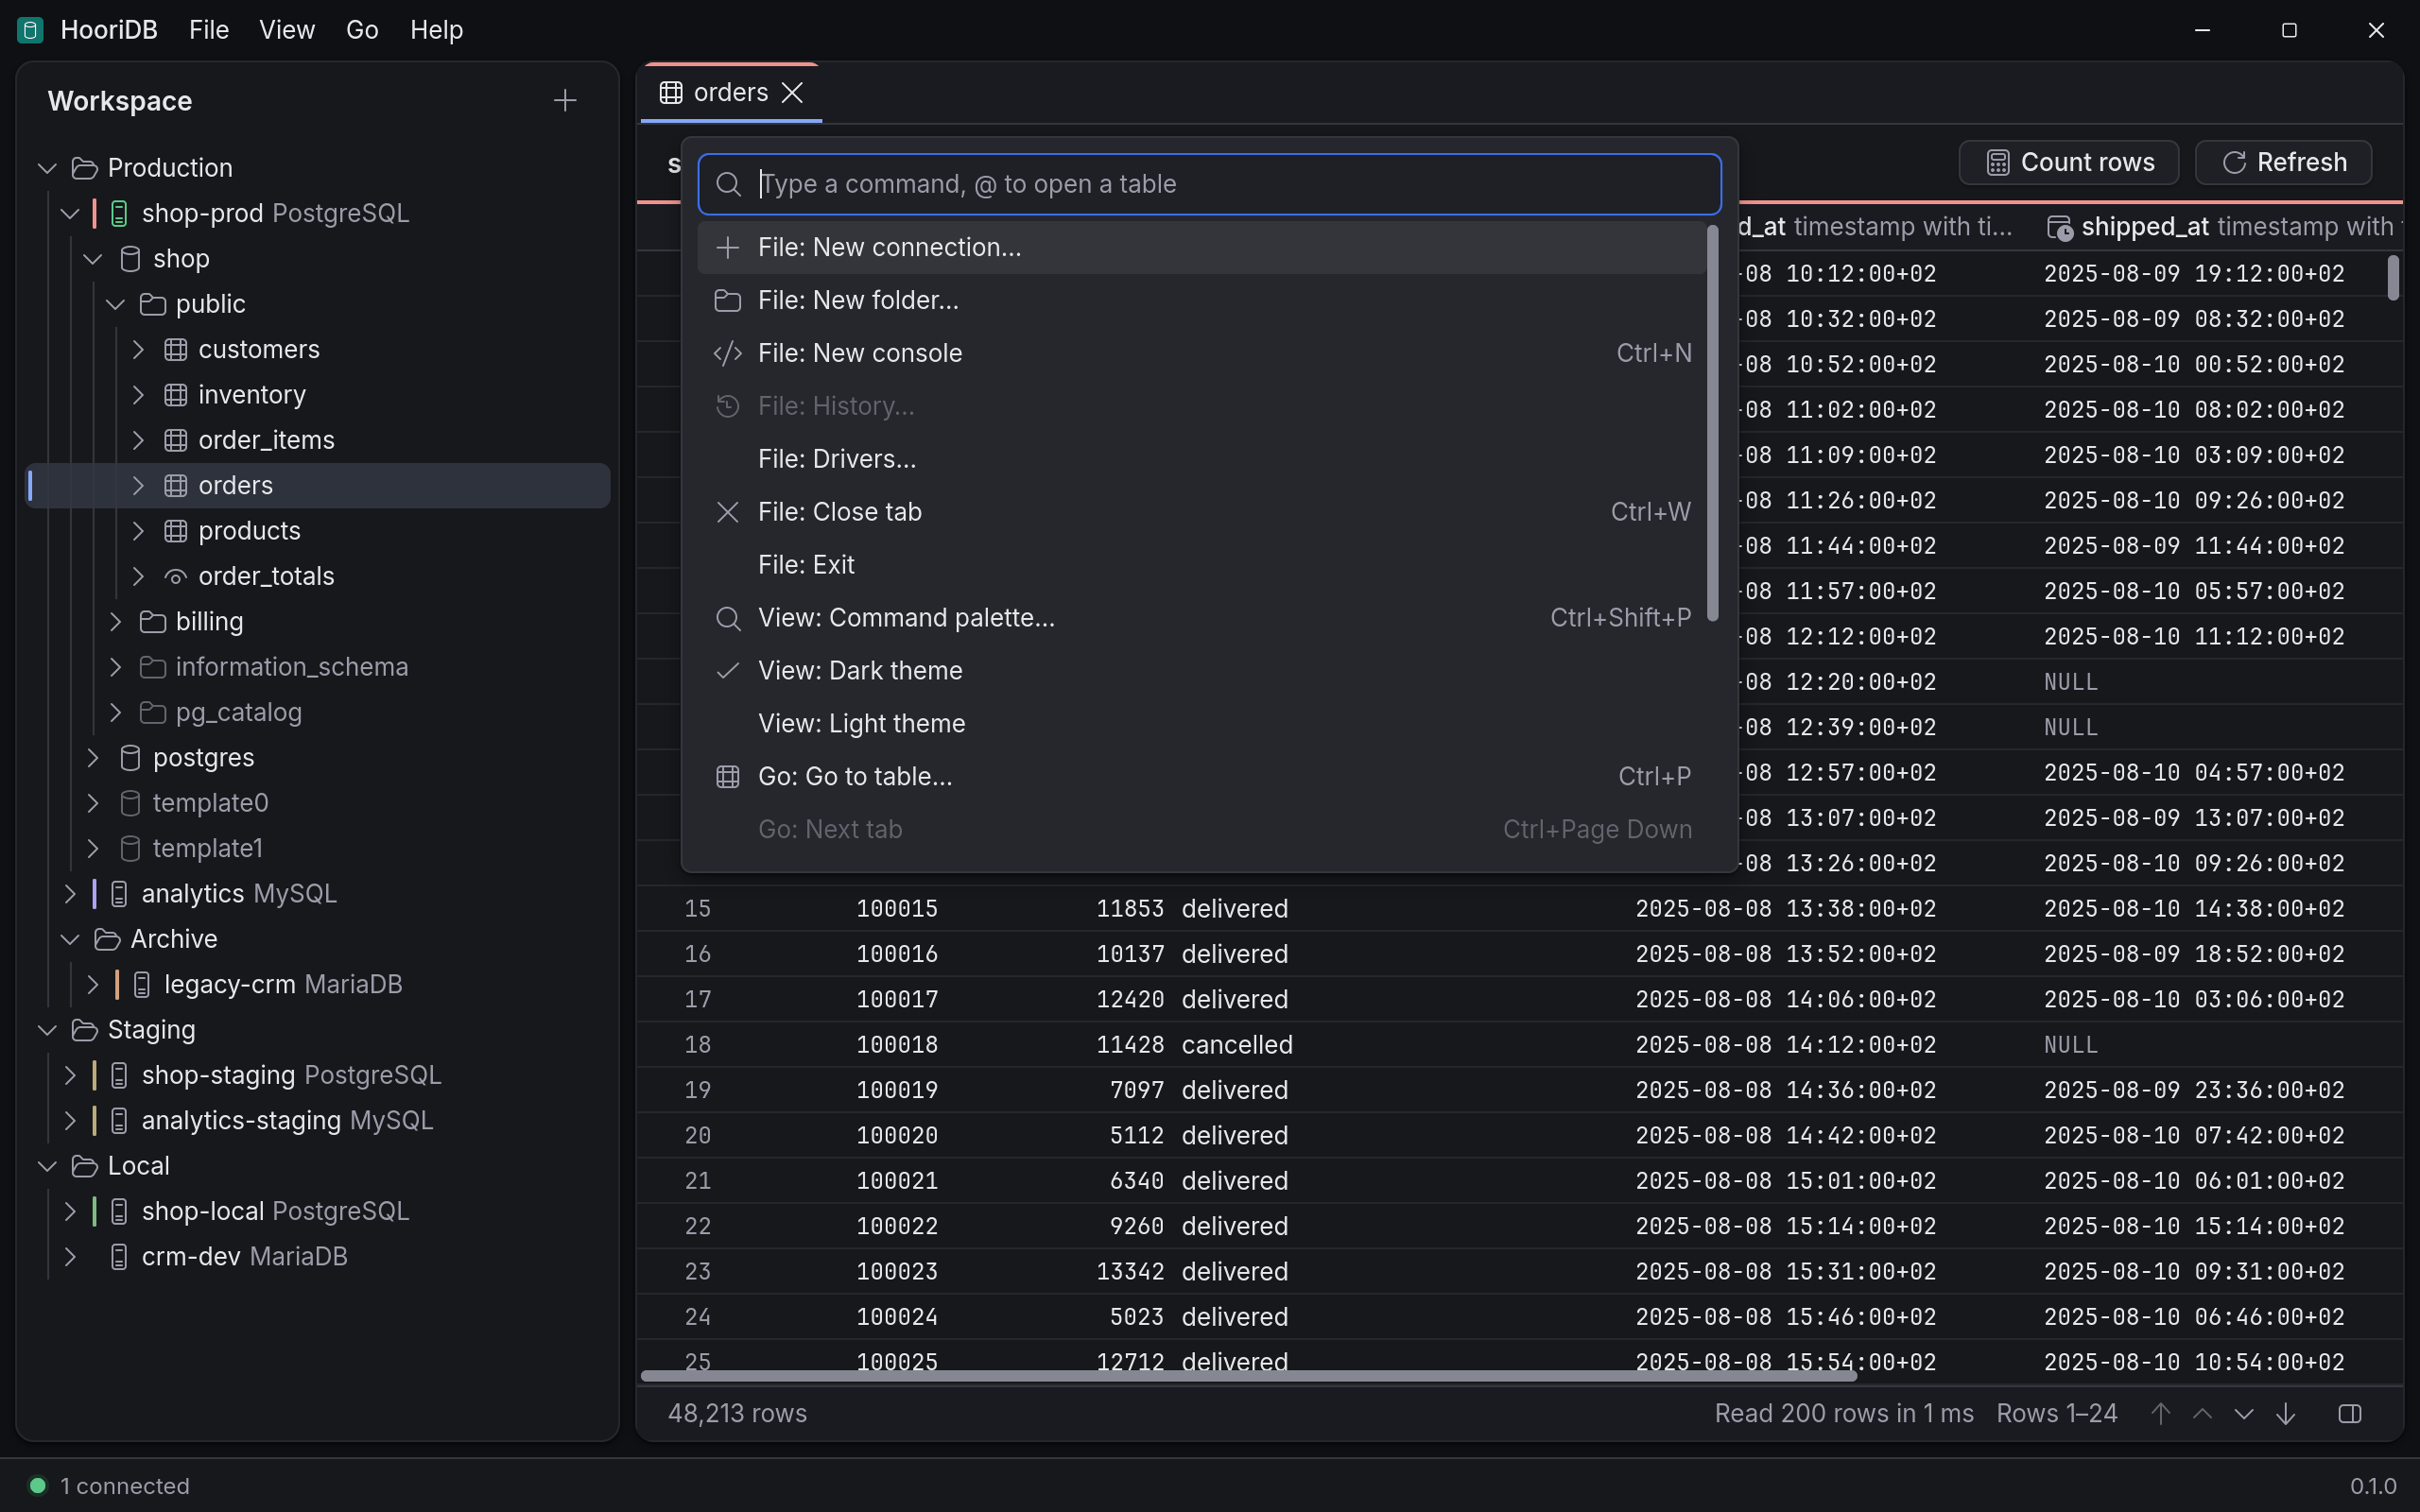 HooriDB File View Go Help
Workspace
Production
shop-prod PostgreSQL
shop
public
customers
inventory
order_items
orders
products
order_totals
billing
information_schema
pg_catalog
postgres
template0
template1
analytics MySQL
Archive
legacy-crm MariaDB
Staging
shop-staging PostgreSQL
analytics-staging MySQL
Local
shop-local PostgreSQL
crm-dev MariaDB
orders
Count rows Refresh
Type a command, @ to open a table
File: New connection...
File: New folder...
File: New console Ctrl+N
File: History...
File: Drivers...
File: Close tab Ctrl+W
File: Exit
View: Command palette... Ctrl+Shift+P
View: Dark theme
View: Light theme
Go: Go to table... Ctrl+P
Go: Next tab Ctrl+Page Down
d_at timestamp with ti... shipped_at timestamp with
-08 10:12:00+02 2025-08-09 19:12:00+02
-08 10:32:00+02 2025-08-09 08:32:00+02
-08 10:52:00+02 2025-08-10 00:52:00+02
-08 11:02:00+02 2025-08-10 08:02:00+02
-08 11:09:00+02 2025-08-10 03:09:00+02
-08 11:26:00+02 2025-08-10 09:26:00+02
-08 11:44:00+02 2025-08-09 11:44:00+02
-08 11:57:00+02 2025-08-10 05:57:00+02
-08 12:12:00+02 2025-08-10 11:12:00+02
-08 12:20:00+02 NULL
-08 12:39:00+02 NULL
-08 12:57:00+02 2025-08-10 04:57:00+02
-08 13:07:00+02 2025-08-09 13:07:00+02
-08 13:26:00+02 2025-08-10 09:26:00+02
15 100015 11853 delivered 2025-08-08 13:38:00+02 2025-08-10 14:38:00+02
16 100016 10137 delivered 2025-08-08 13:52:00+02 2025-08-09 18:52:00+02
17 100017 12420 delivered 2025-08-08 14:06:00+02 2025-08-10 03:06:00+02
18 100018 11428 cancelled 2025-08-08 14:12:00+02 NULL
19 100019 7097 delivered 2025-08-08 14:36:00+02 2025-08-09 23:36:00+02
20 100020 5112 delivered 2025-08-08 14:42:00+02 2025-08-10 07:42:00+02
21 100021 6340 delivered 2025-08-08 15:01:00+02 2025-08-10 06:01:00+02
22 100022 9260 delivered 2025-08-08 15:14:00+02 2025-08-10 15:14:00+02
23 100023 13342 delivered 2025-08-08 15:31:00+02 2025-08-10 09:31:00+02
24 100024 5023 delivered 2025-08-08 15:46:00+02 2025-08-10 06:46:00+02
25 100025 12712 delivered 2025-08-08 15:54:00+02 2025-08-10 10:54:00+02
48,213 rows Read 200 rows in 1 ms Rows 1–24
1 connected 0.1.0